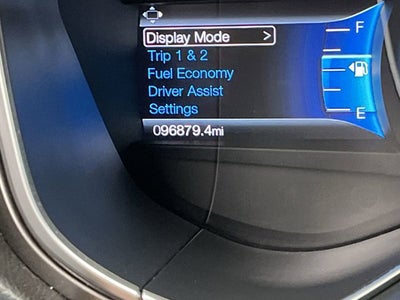 Display Mode >
F
Trip 1 & 2
Fuel Economy
Driver Assist
Settings
E
096879.4mi